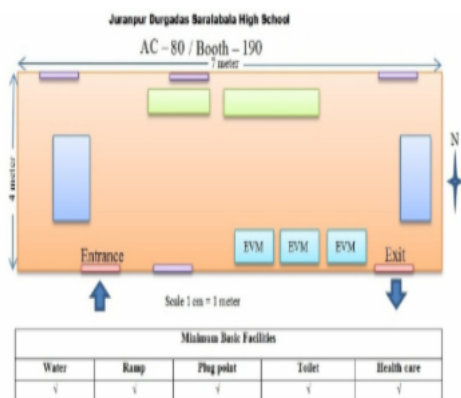 Juranpur Durgadas Saralabala High School
AC – 80 / Booth – 190
7 meter
4 meter
N
EVM EVM EVM
Entrance
Exit
Scale 1 cm = 1 meter
Minimum Basic Facilities
Water Ramp Plug point Toilet Health care
√ √ √ √ √